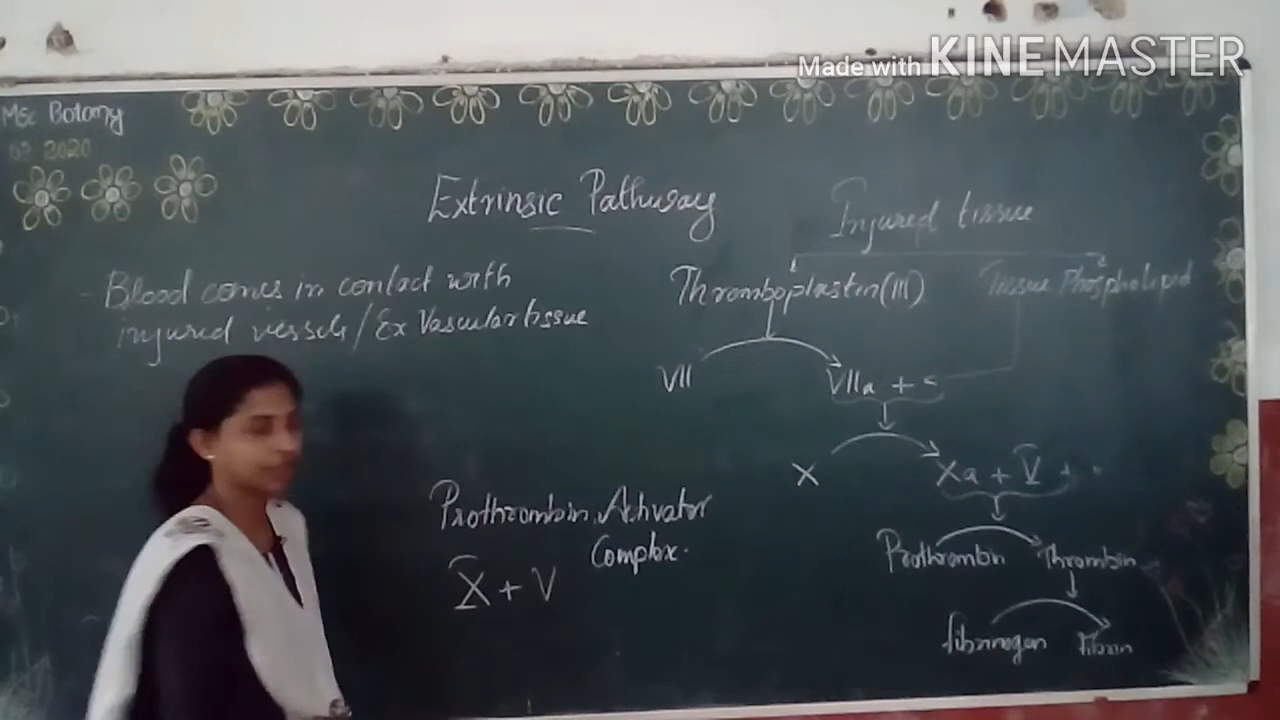 Made with KINEMASTER
MSc Botany
2020
Extrinsic Pathway
Blood comes in contact with
injured vessels/Ex Vascular tissue
Injured tissue
Thromboplastin(III)
Tissue Phospholipid
VII
VIIa +
X
Xa + V +
Prothrombin
Thrombin
fibrinogen
Fibrin
Prothrombin Activator
Complex.
X + V